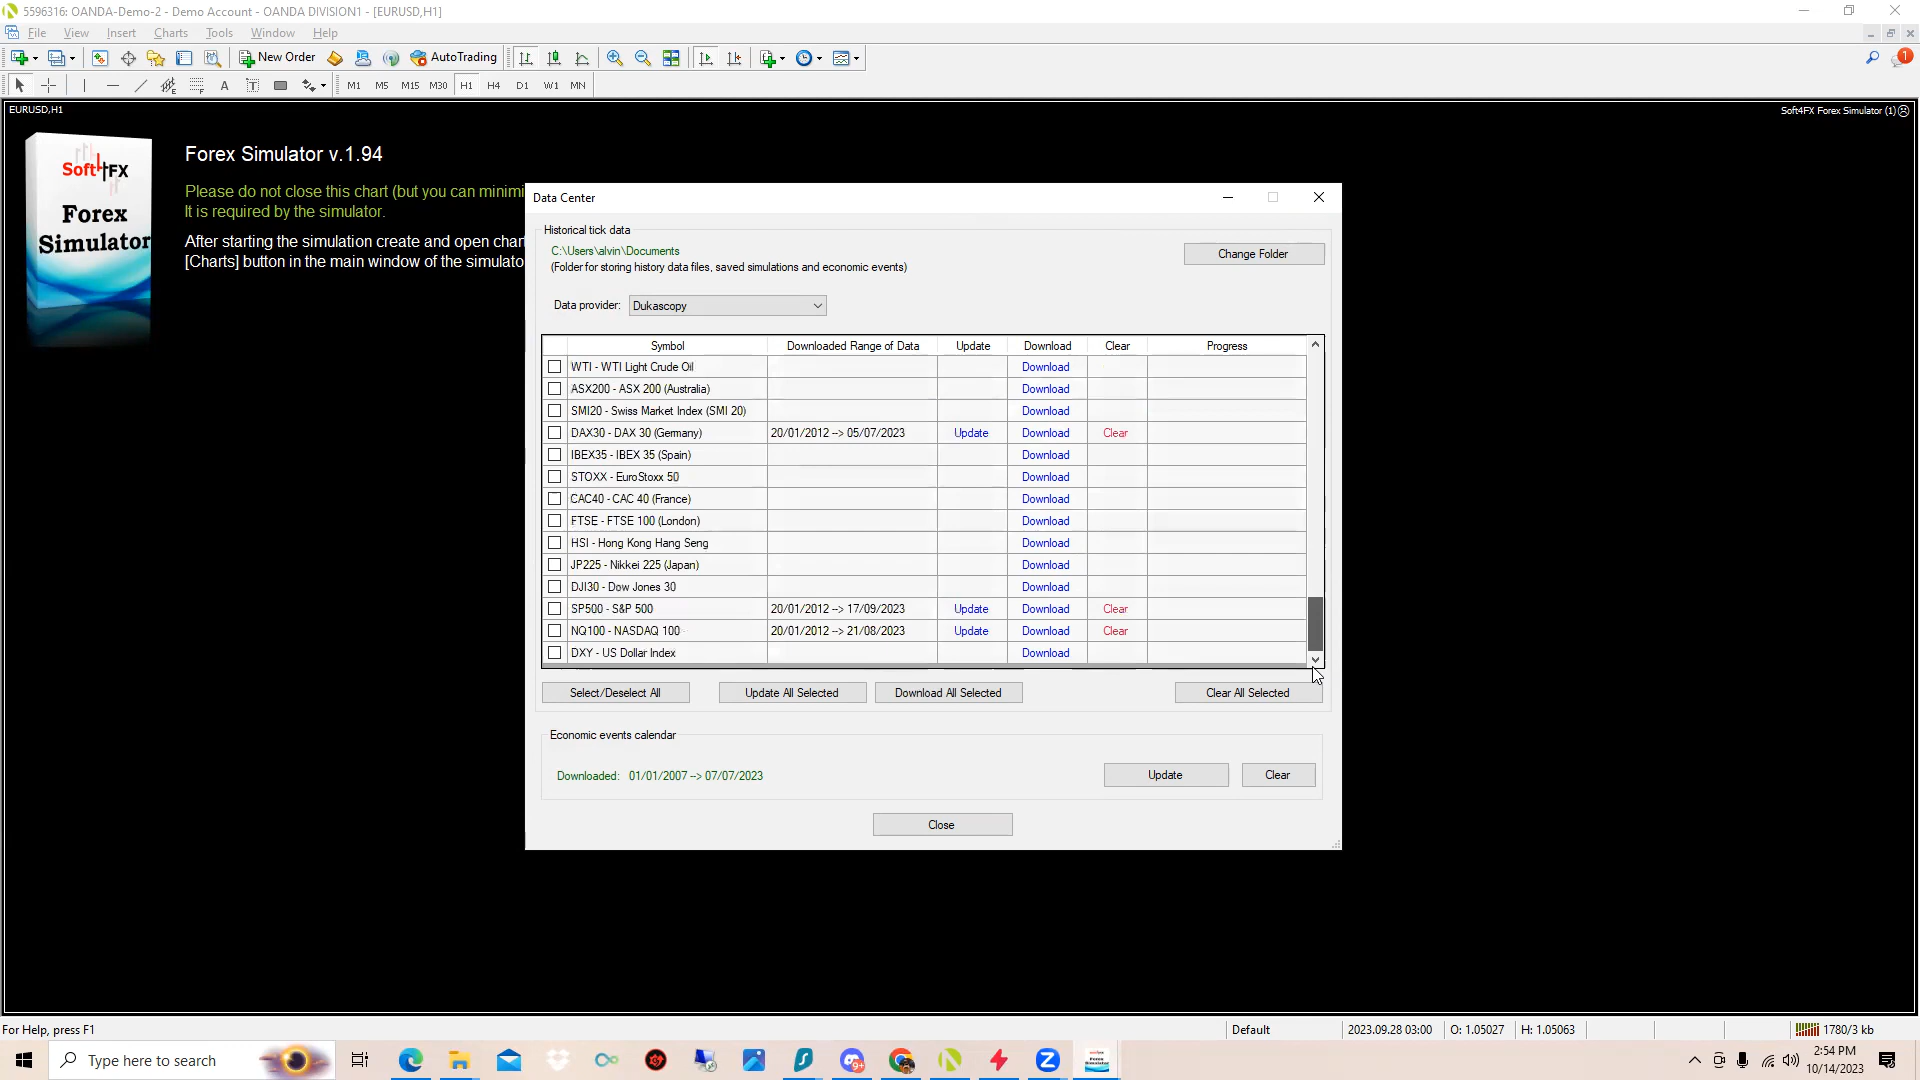 5596316: OANDA-Demo-2 - Demo Account - OANDA DIVISION1 - [EURUSD,H1]
File View Insert Charts Tools Window Help
New Order AutoTrading
A T M1 M5 M15 M30 H1 H4 D1 W1 MN
1
EURUSD,H1
Soft4FX Forex Simulator (1)
Soft4FX
Forex
Simulator
Forex Simulator v.1.94
Please do not close this chart (but you can minimi
It is required by the simulator.
After starting the simulation create and open chart
[Charts] button in the main window of the simulato
Data Center
Historical tick data
C:\Users\alvin\Documents
(Folder for storing history data files, saved simulations and economic events)
Change Folder
Data provider: Dukascopy
Symbol Downloaded Range of Data Update Download Clear Progress
WTI - WTI Light Crude Oil Download
ASX200 - ASX 200 (Australia) Download
SMI20 - Swiss Market Index (SMI 20) Download
DAX30 - DAX 30 (Germany) 20/01/2012 --> 05/07/2023 Update Download Clear
IBEX35 - IBEX 35 (Spain) Download
STOXX - EuroStoxx 50 Download
CAC40 - CAC 40 (France) Download
FTSE - FTSE 100 (London) Download
HSI - Hong Kong Hang Seng Download
JP225 - Nikkei 225 (Japan) Download
DJI30 - Dow Jones 30 Download
SP500 - S&P 500 20/01/2012 --> 17/09/2023 Update Download Clear
NQ100 - NASDAQ 100 20/01/2012 --> 21/08/2023 Update Download Clear
DXY - US Dollar Index Download
Select/Deselect All Update All Selected Download All Selected Clear All Selected
Economic events calendar
Downloaded: 01/01/2007 --> 07/07/2023 Update Clear
Close
For Help, press F1 Default 2023.09.28 03:00 O: 1.05027 H: 1.05063 1780/3 kb
Type here to search
9+
2:54 PM
10/14/2023